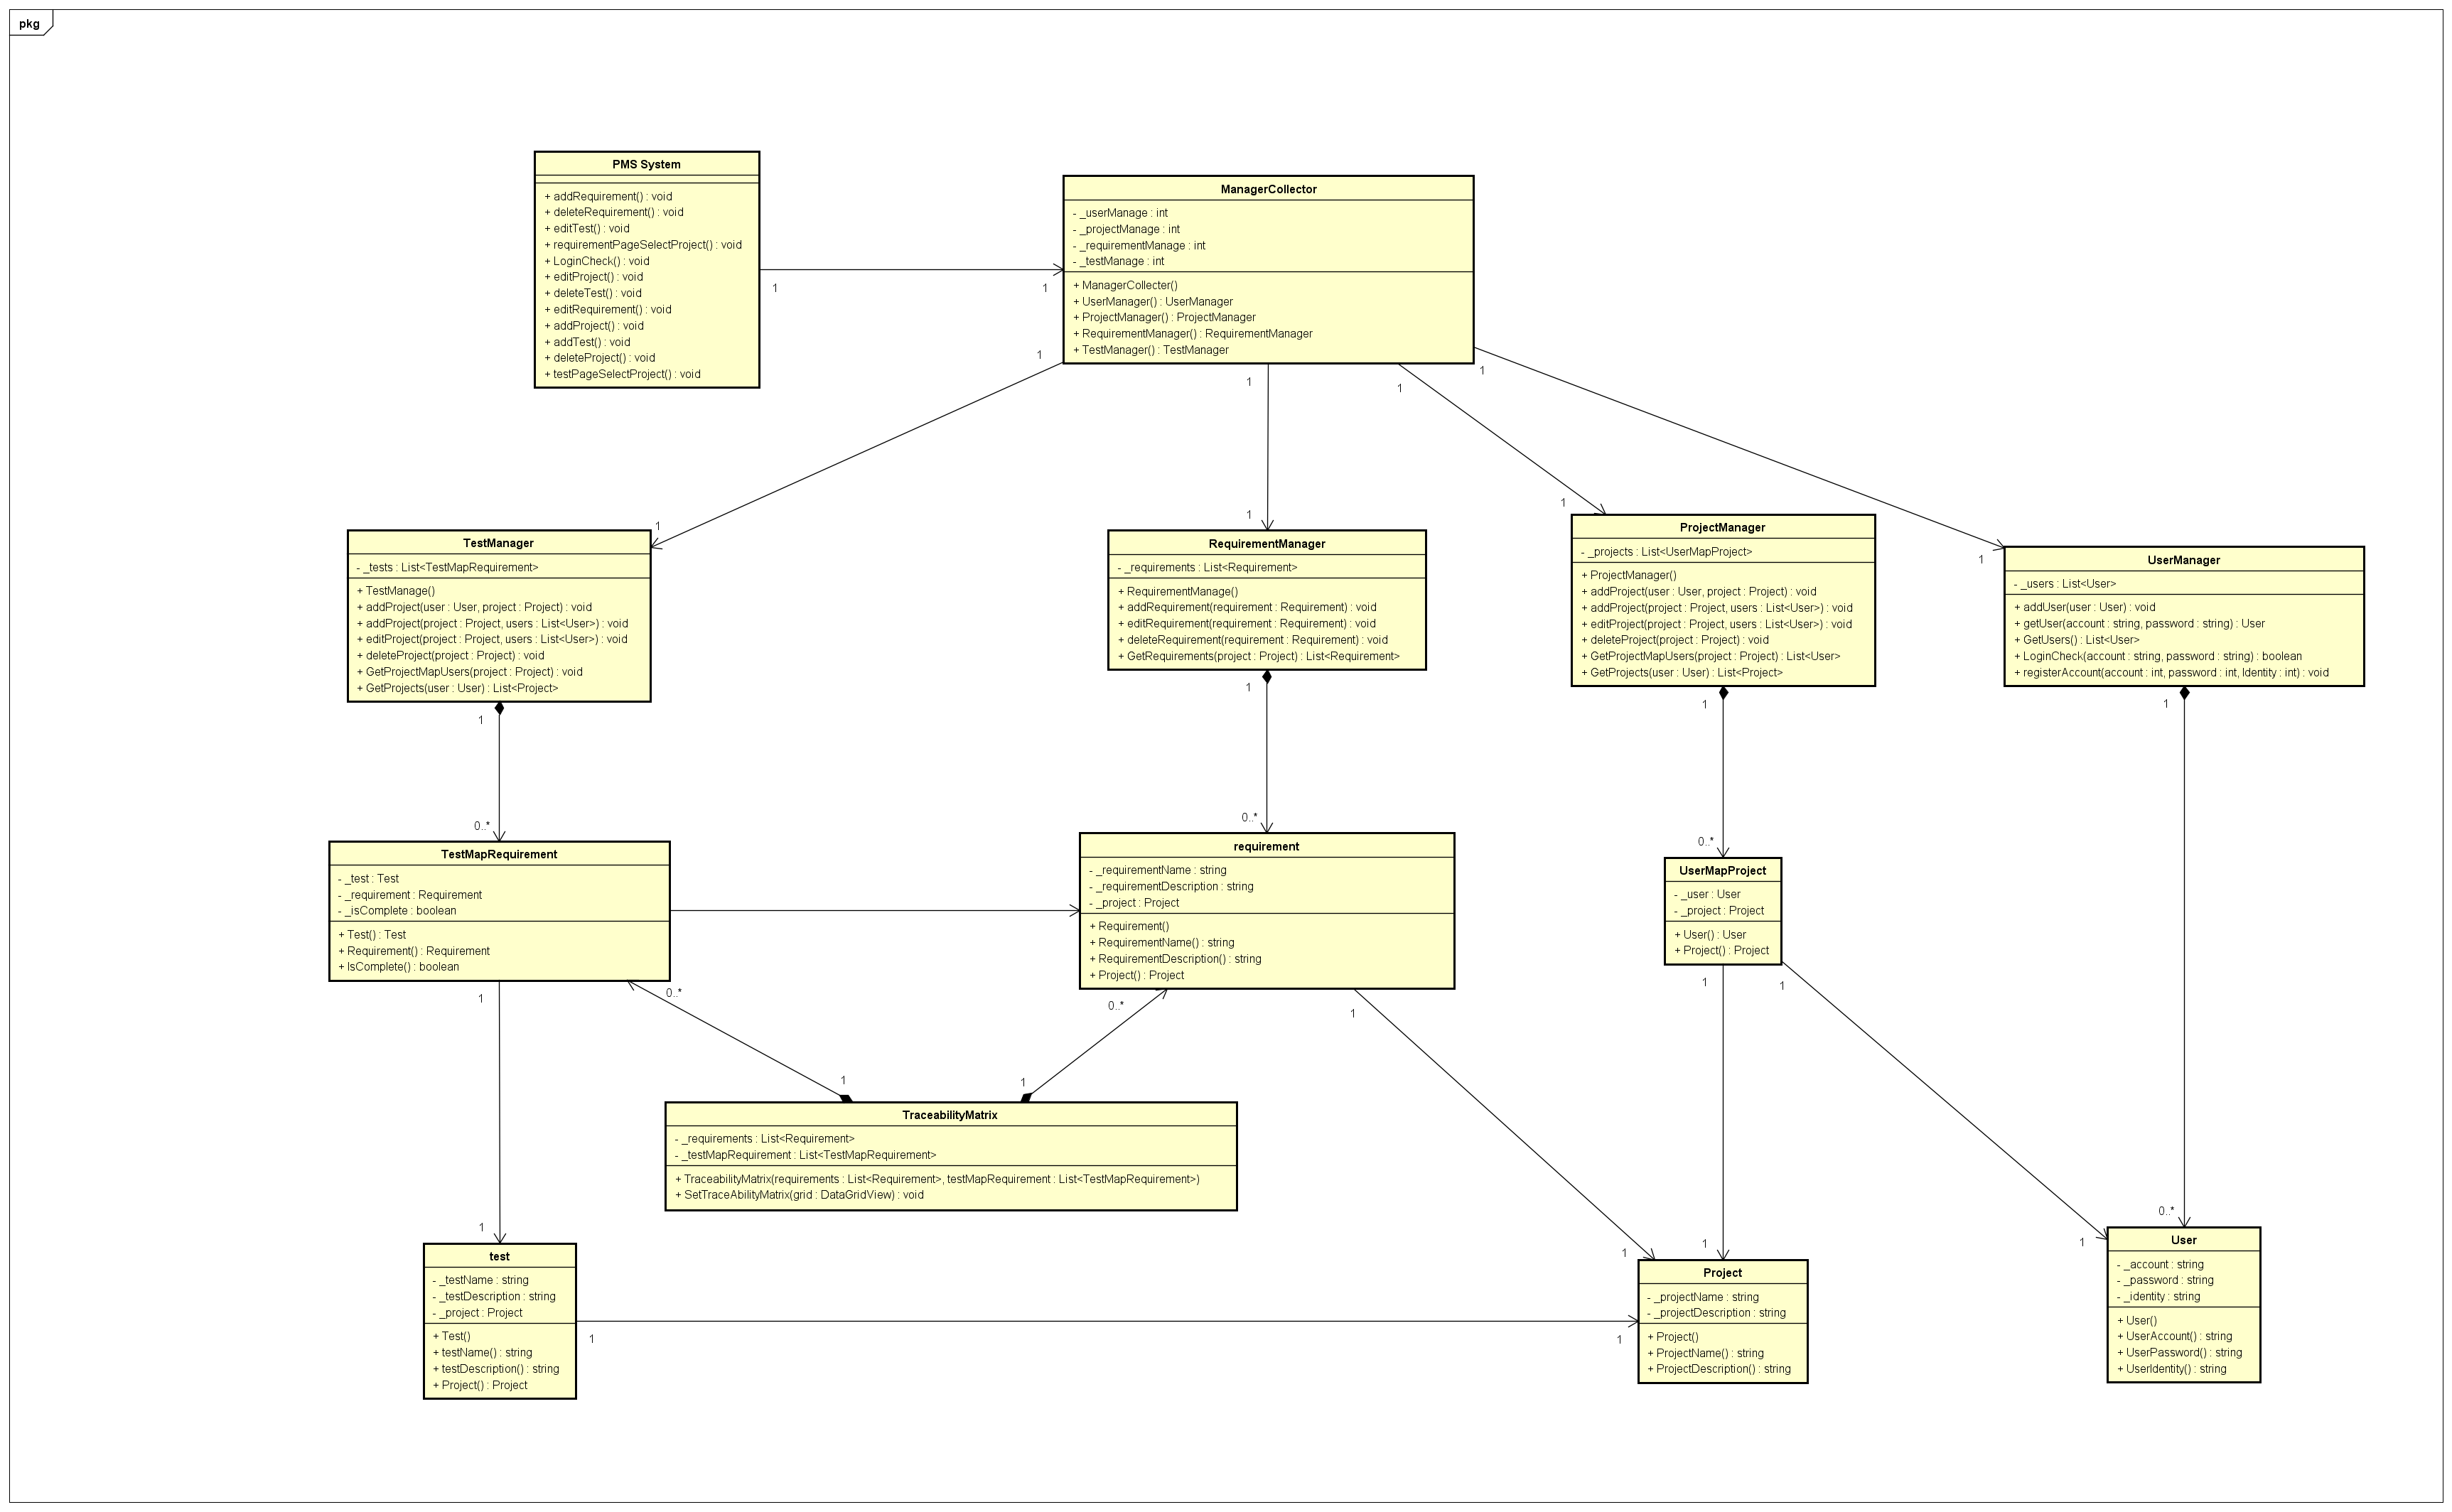 pkg
PMS System
+ addRequirement() : void
+ deleteRequirement() : void
+ editTest() : void
+ requirementPageSelectProject() : void
+ LoginCheck() : void
+ editProject() : void
+ deleteTest() : void
+ editRequirement() : void
+ addProject() : void
+ addTest() : void
+ deleteProject() : void
+ testPageSelectProject() : void
1
1
ManagerCollector
- _userManage : int
- _projectManage : int
- _requirementManage : int
- _testManage : int
+ ManagerCollecter()
+ UserManager() : UserManager
+ ProjectManager() : ProjectManager
+ RequirementManager() : RequirementManager
+ TestManager() : TestManager
1
1
1
1
1
1
1
1
TestManager
- _tests : List<TestMapRequirement>
+ TestManage()
+ addProject(user : User, project : Project) : void
+ addProject(project : Project, users : List<User>) : void
+ editProject(project : Project, users : List<User>) : void
+ deleteProject(project : Project) : void
+ GetProjectMapUsers(project : Project) : void
+ GetProjects(user : User) : List<Project>
RequirementManager
- _requirements : List<Requirement>
+ RequirementManage()
+ addRequirement(requirement : Requirement) : void
+ editRequirement(requirement : Requirement) : void
+ deleteRequirement(requirement : Requirement) : void
+ GetRequirements(project : Project) : List<Requirement>
ProjectManager
- _projects : List<UserMapProject>
+ ProjectManager()
+ addProject(user : User, project : Project) : void
+ addProject(project : Project, users : List<User>) : void
+ editProject(project : Project, users : List<User>) : void
+ deleteProject(project : Project) : void
+ GetProjectMapUsers(project : Project) : List<User>
+ GetProjects(user : User) : List<Project>
UserManager
- _users : List<User>
+ addUser(user : User) : void
+ getUser(account : string, password : string) : User
+ GetUsers() : List<User>
+ LoginCheck(account : string, password : string) : boolean
+ registerAccount(account : int, password : int, Identity : int) : void
1
1
1
1
0..*
0..*
0..*
TestMapRequirement
- _test : Test
- _requirement : Requirement
- _isComplete : boolean
+ Test() : Test
+ Requirement() : Requirement
+ IsComplete() : boolean
requirement
- _requirementName : string
- _requirementDescription : string
- _project : Project
+ Requirement()
+ RequirementName() : string
+ RequirementDescription() : string
+ Project() : Project
UserMapProject
- _user : User
- _project : Project
+ User() : User
+ Project() : Project
1
0..*
0..*
1
1
1
1
1
TraceabilityMatrix
- _requirements : List<Requirement>
- _testMapRequirement : List<TestMapRequirement>
+ TraceabilityMatrix(requirements : List<Requirement>, testMapRequirement : List<TestMapRequirement>)
+ SetTraceAbilityMatrix(grid : DataGridView) : void
1
1
1
1
0..*
test
- _testName : string
- _testDescription : string
- _project : Project
+ Test()
+ testName() : string
+ testDescription() : string
+ Project() : Project
1
1
Project
- _projectName : string
- _projectDescription : string
+ Project()
+ ProjectName() : string
+ ProjectDescription() : string
User
- _account : string
- _password : string
- _identity : string
+ User()
+ UserAccount() : string
+ UserPassword() : string
+ UserIdentity() : string